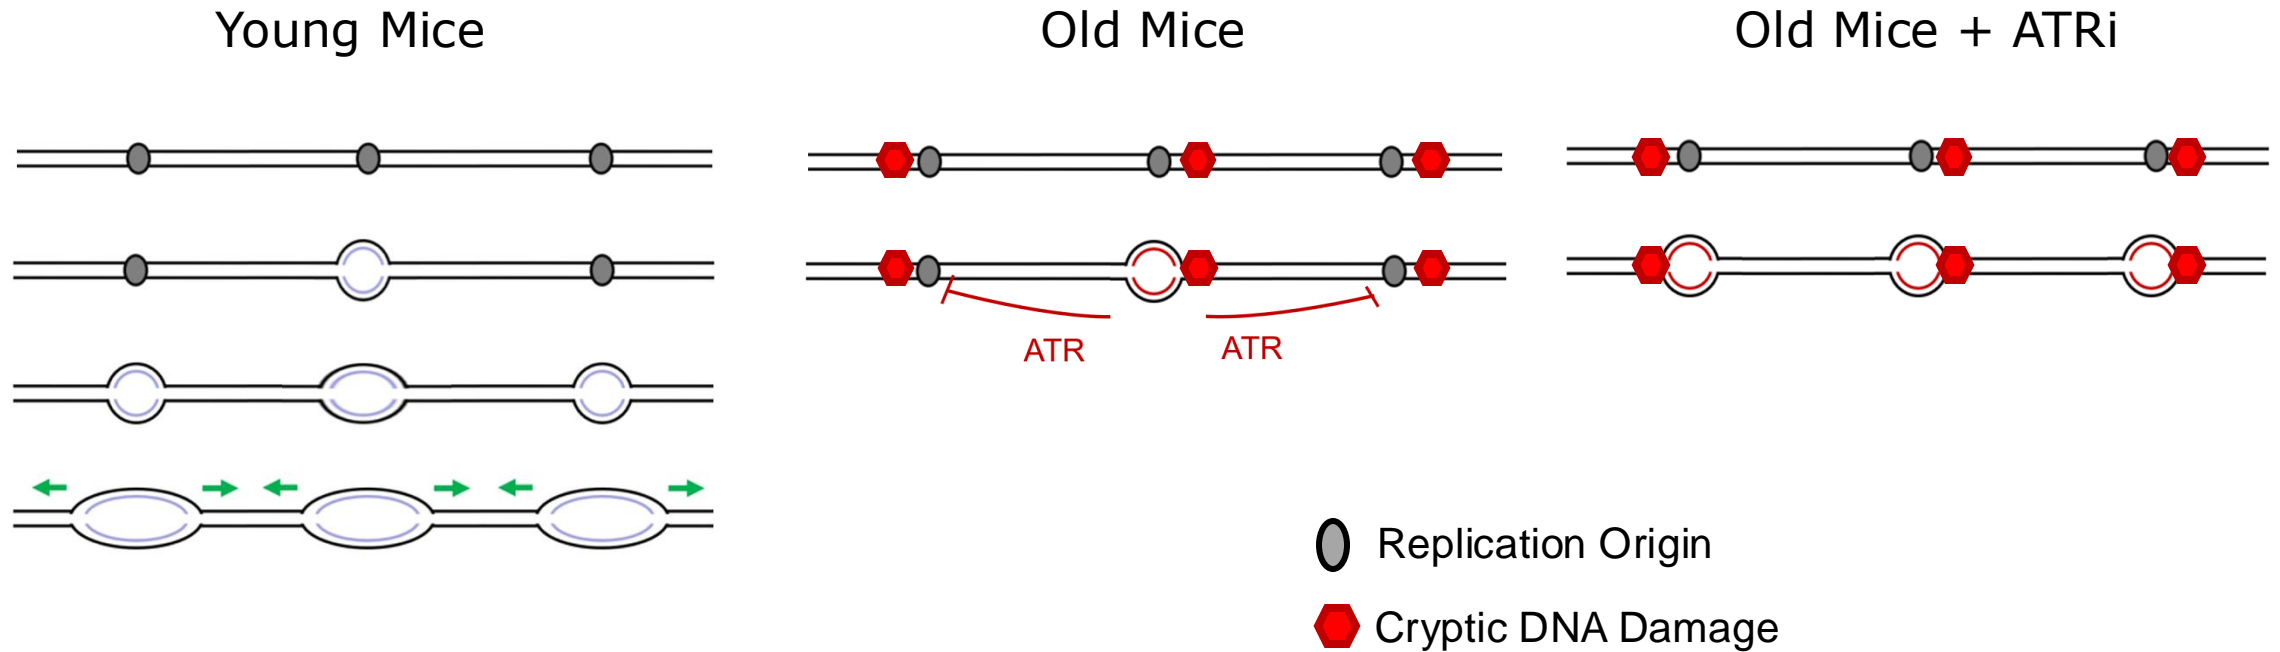 Young Mice
Old Mice
Old Mice + ATRi
ATR
ATR
Replication Origin
Cryptic DNA Damage